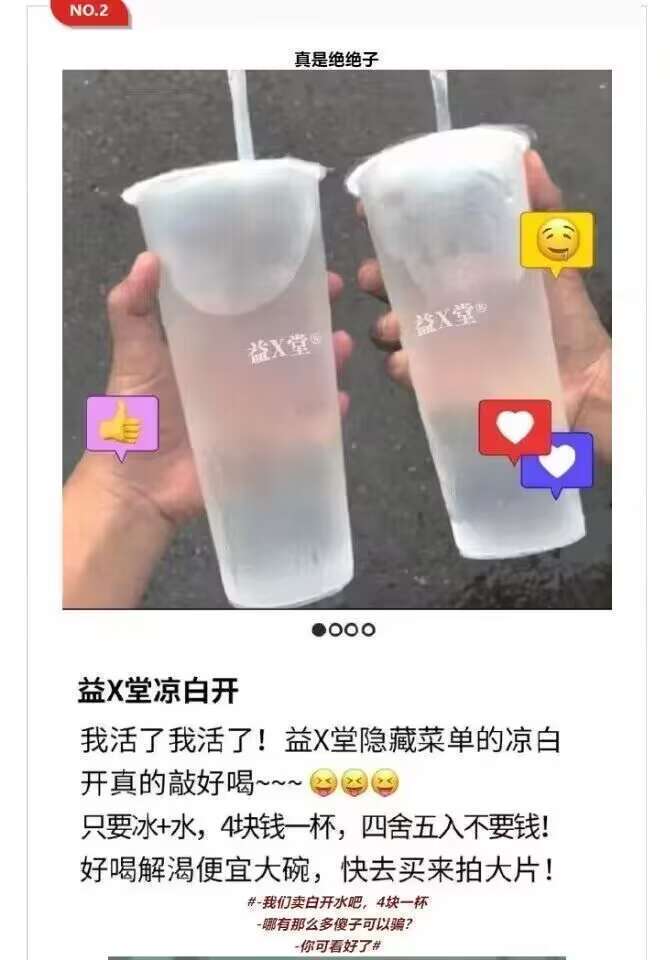 NO.2
真是绝绝子
益X堂®
益X堂®
益X堂凉白开
我活了我活了！益X堂隐藏菜单的凉白
开真的敲好喝~~~😝😝😝
只要冰+水，4块钱一杯，四舍五入不要钱！
好喝解渴便宜大碗，快去买来拍大片！
#-我们卖白开水吧，4块一杯
-哪有那么多傻子可以骗？
-你可看好了#